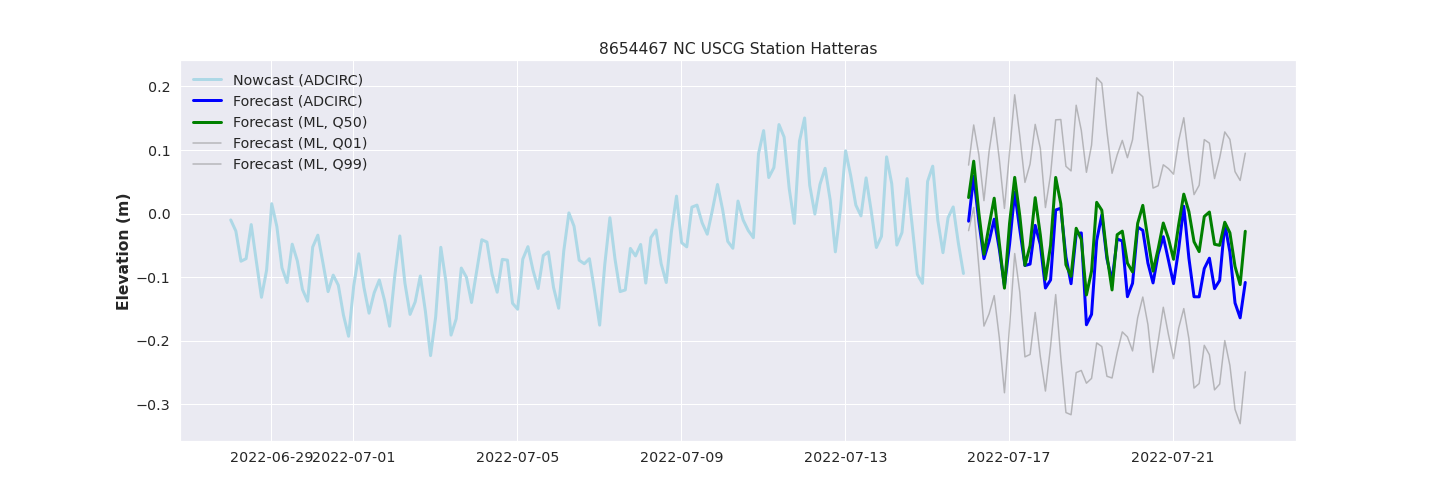 8654467 NC USCG Station Hatteras
Nowcast (ADCIRC)
Forecast (ADCIRC)
Forecast (ML, Q50)
Forecast (ML, Q01)
Forecast (ML, Q99)
Elevation (m)
0.2
0.1
0.0
−0.1
−0.2
−0.3
2022-06-29 2022-07-01 2022-07-05 2022-07-09 2022-07-13 2022-07-17 2022-07-21